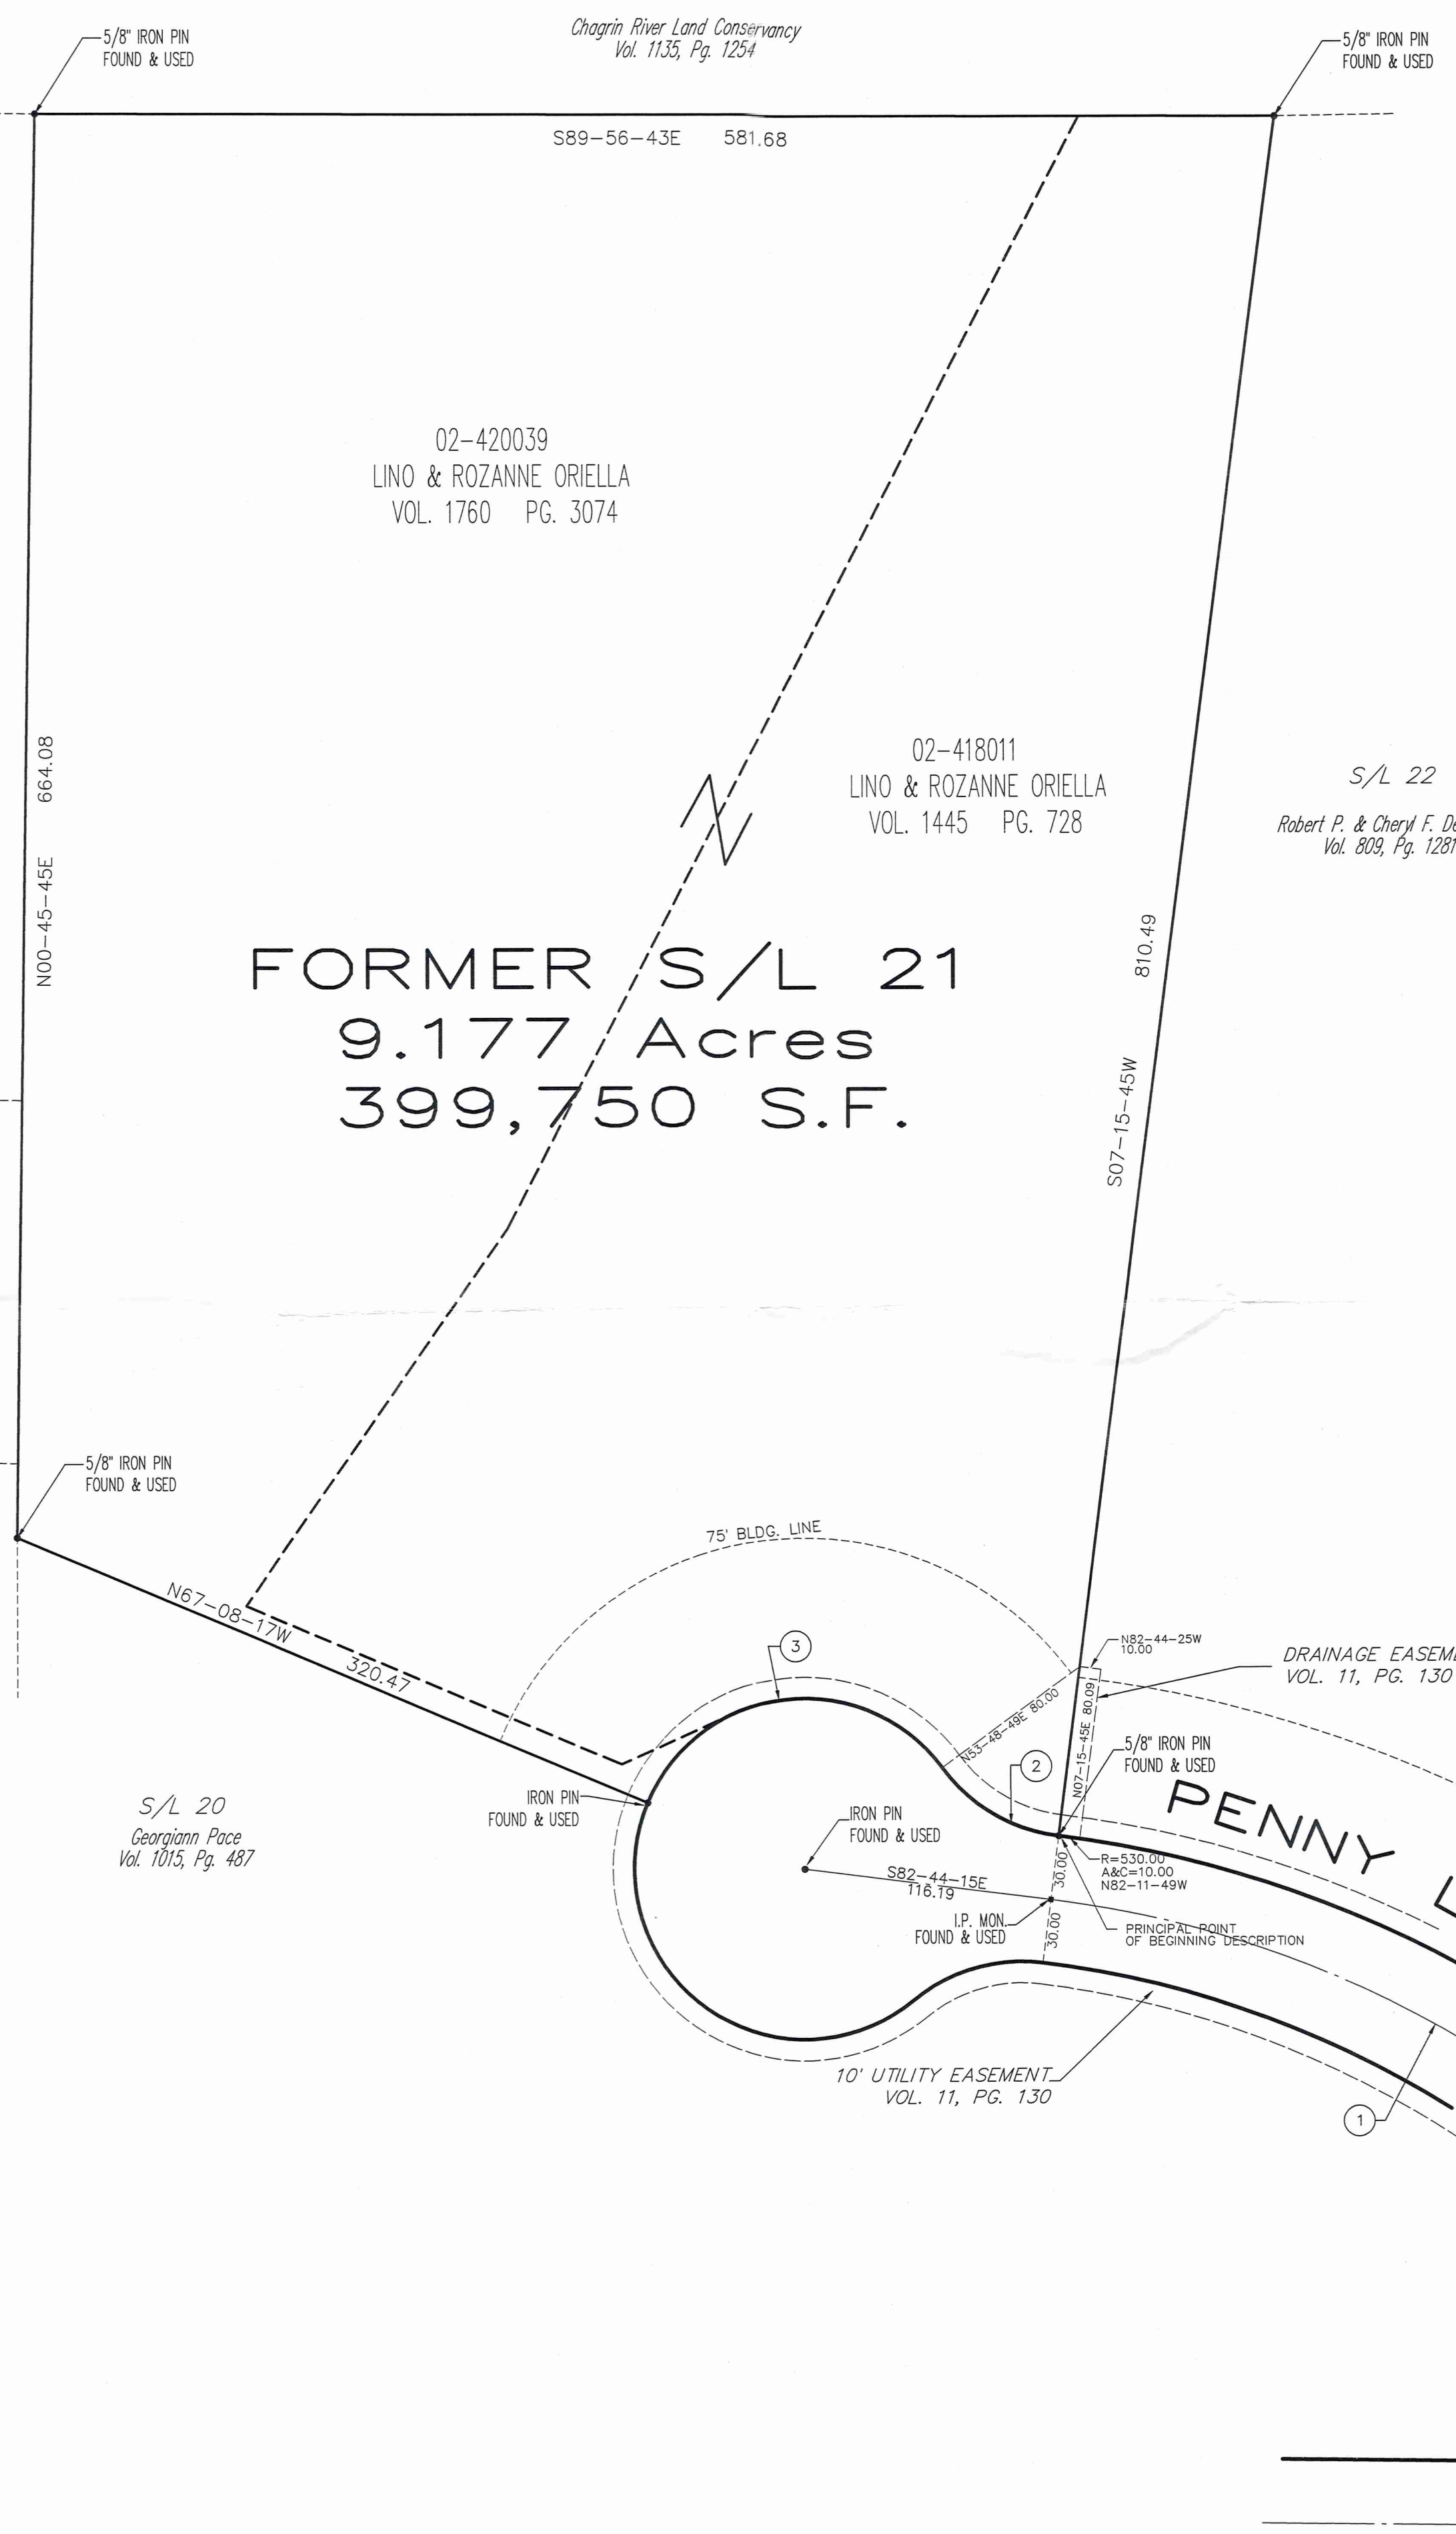 Chagrin River Land Conservancy
Vol. 1135, Pg. 1254
5/8" IRON PIN
FOUND & USED
5/8" IRON PIN
FOUND & USED
S89-56-43E 581.68
02-420039
LINO & ROZANNE ORIELLA
VOL. 1760 PG. 3074
N00-45-45E 664.08
02-418011
LINO & ROZANNE ORIELLA
VOL. 1445 PG. 728
S/L 22
Robert P. & Cheryl F.
Vol. 809, Pg. 1281
S07-15-45W 810.49
FORMER S/L 21
9.177 Acres
399,750 S.F.
5/8" IRON PIN
FOUND & USED
75' BLDG. LINE
N67-08-17W
320.47
3
N82-44-25W
10.00
DRAINAGE
VOL. 11, PG. 130
N53-48-49E 80.00
N07-15-45E 80.09
5/8" IRON PIN
FOUND & USED
2
PENNY
S/L 20
Georgiann Pace
Vol. 1015, Pg. 487
IRON PIN
FOUND & USED
IRON PIN
FOUND & USED
S82-44-15E
116.19
30.00
R=530.00
A&C=10.00
N82-11-49W
I.P. MON.
FOUND & USED
30.00
PRINCIPAL POINT
OF BEGINNING DESCRIPTION
10' UTILITY EASEMENT
VOL. 11, PG. 130
1